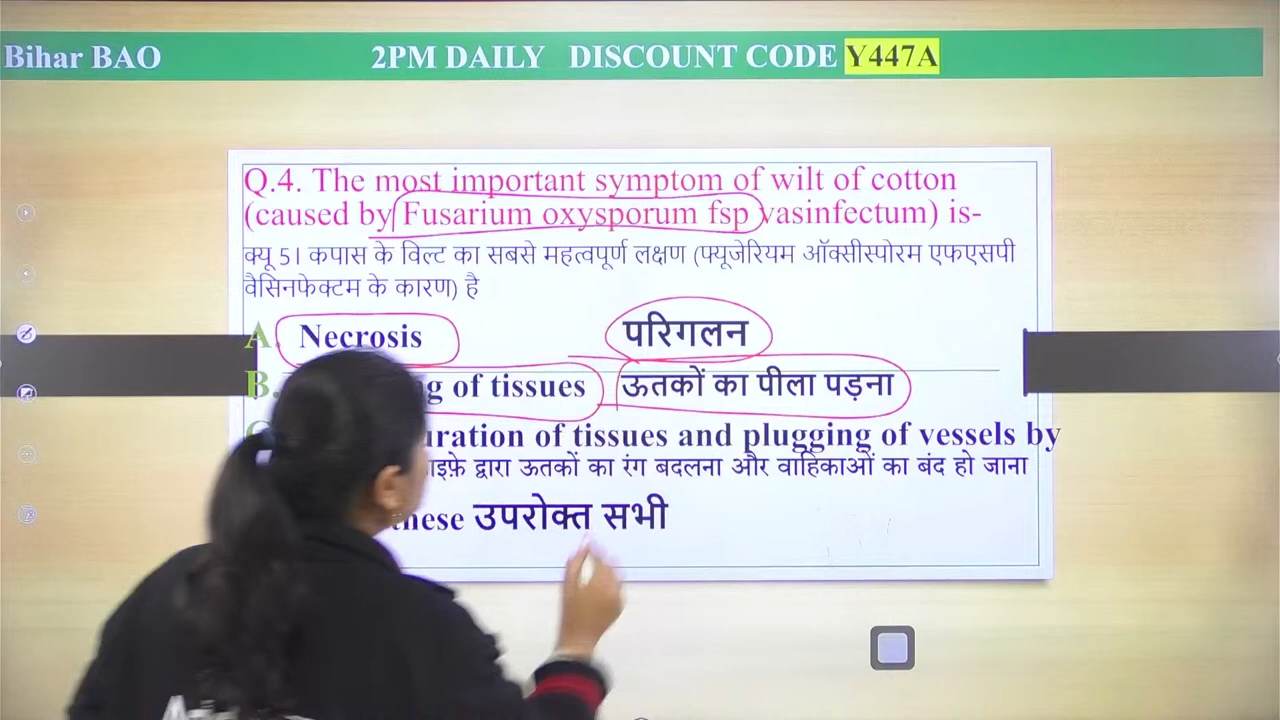 Bihar BAO 2PM DAILY DISCOUNT CODE Y447A
Q.4. The most important symptom of wilt of cotton
(caused by Fusarium oxysporum fsp vasinfectum) is-
क्यू 5। कपास के विल्ट का सबसे महत्वपूर्ण लक्षण (फ्यूजेरियम ऑक्सीस्पोरम एफएसपी
वैसिनफेक्टम के कारण) है
A. Necrosis परिगलन
B. of tissues ऊतकों का पीला पड़ना
of tissues and plugging of vessels by
द्वारा ऊतकों का रंग बदलना और वाहिकाओं का बंद हो जाना
these उपरोक्त सभी